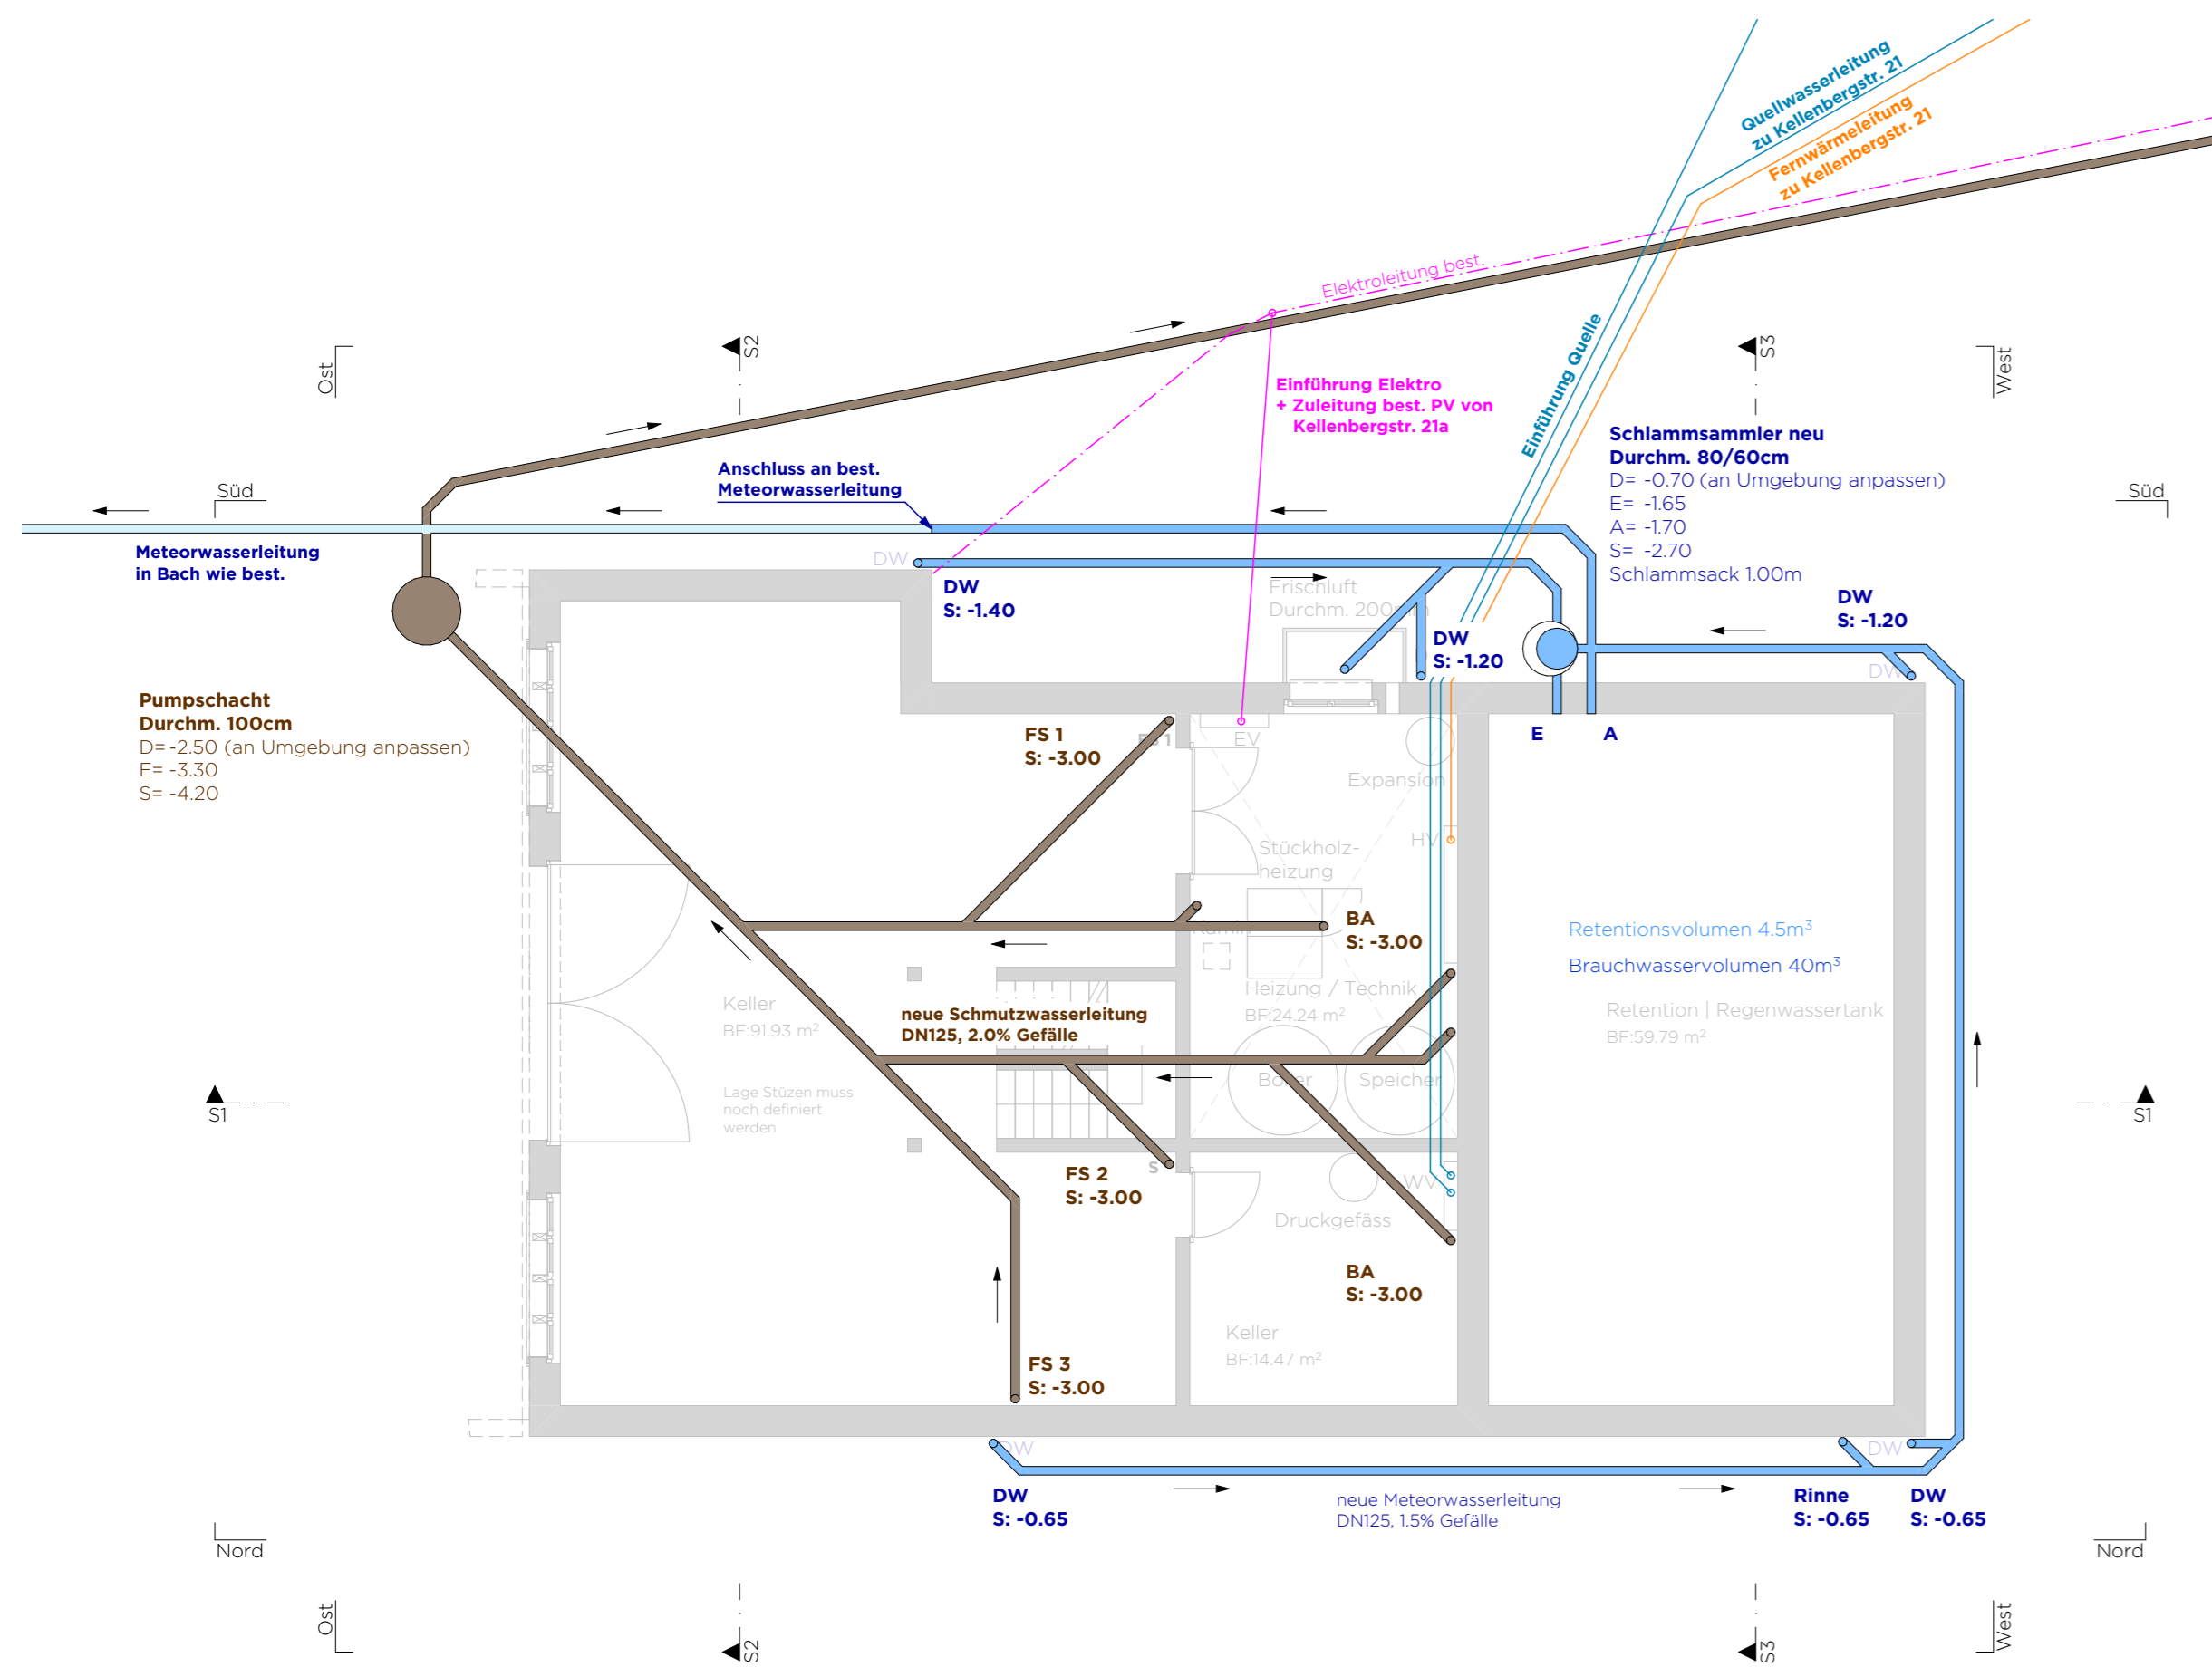 Quellwasserleitung
zu Kellenbergstr. 21
Fernwärmeleitung
zu Kellenbergstr. 21
Elektroleitung best.
Einführung Quelle
Ost
S2
S3
West
Einführung Elektro
+ Zuleitung best. PV von
Kellenbergstr. 21a
Schlammsammler neu
Durchm. 80/60cm
D= -0.70 (an Umgebung anpassen)
E= -1.65
A= -1.70
S= -2.70
Schlammsack 1.00m
Anschluss an best.
Meteorwasserleitung
Süd
Süd
Meteorwasserleitung
in Bach wie best.
DW
DW
S: -1.40
Frischluft
DW
S: -1.20
DW
S: -1.20
DW
Pumpschacht
Durchm. 100cm
D=-2.50 (an Umgebung anpassen)
E= -3.30
S= -4.20
FS 1
S: -3.00
EV
E
A
Expansion
HV
Stückholz-
heizung
BA
S: -3.00
Retentionsvolumen 4.5m³
Brauchwasservolumen 40m³
Keller
BF:91.93 m²
Heizung / Technik
BF:24.24 m²
Retention | Regenwassertank
BF:59.79 m²
neue Schmutzwasserleitung
DN125, 2.0% Gefälle
Speicher
Lage Stüzen muss
noch definiert
werden
S1
S1
FS 2
S: -3.00
S
WV
Druckgefäss
BA
S: -3.00
Keller
BF:14.47 m²
FS 3
S: -3.00
DW
DW
DW
S: -0.65
neue Meteorwasserleitung
DN125, 1.5% Gefälle
Rinne
S: -0.65
DW
S: -0.65
Nord
Nord
Ost
S2
S3
West